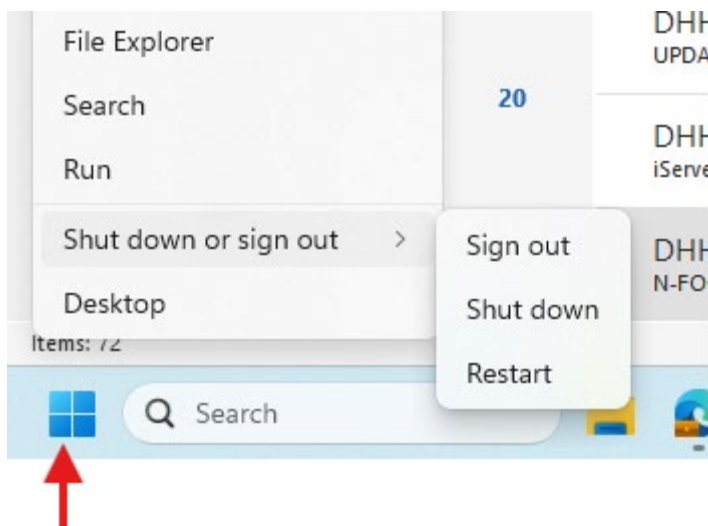 File Explorer
Search
Run
Shut down or sign out
Desktop
Sign out
Shut down
Restart
20
DHH
UPDA
DHH
iServe
DHH
N-FO
Items: 72
Search